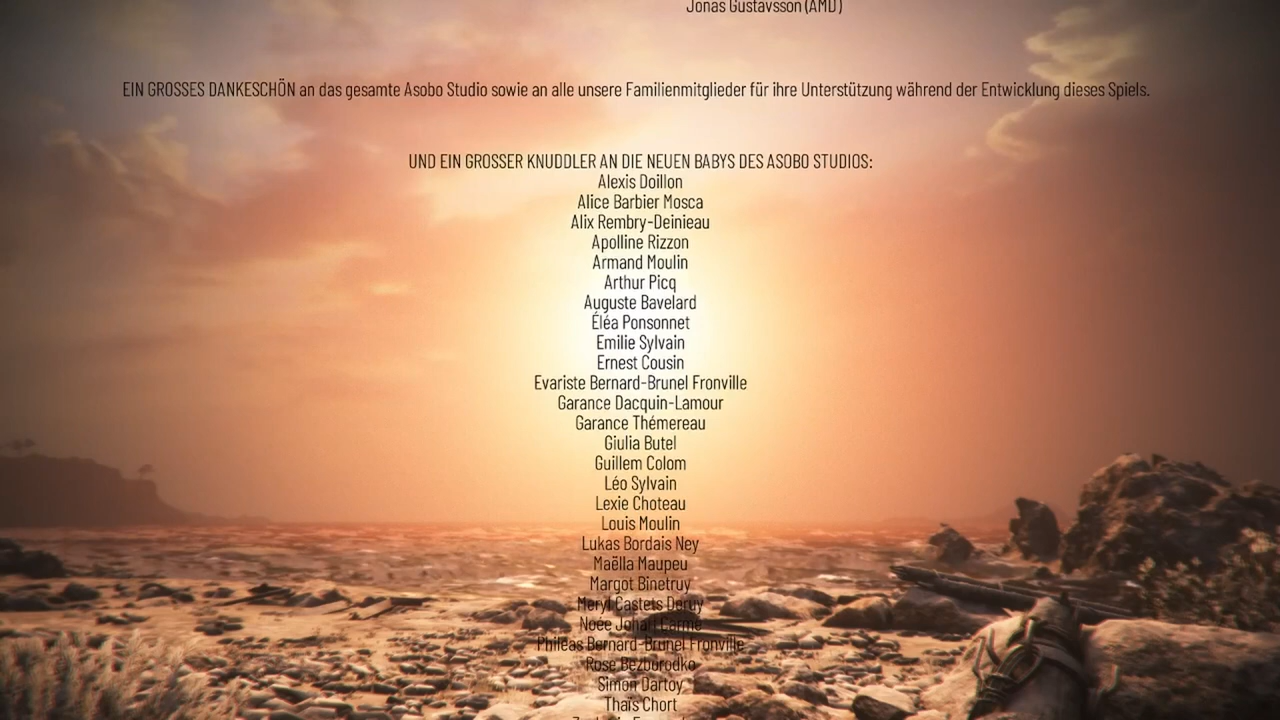 Jonas Gustavsson (AMD)
EIN GROSSES DANKESCHÖN an das gesamte Asobo Studio sowie an alle unsere Familienmitglieder für ihre Unterstützung während der Entwicklung dieses Spiels.
UND EIN GROSSER KNUDDLER AN DIE NEUEN BABYS DES ASOBO STUDIOS:
Alexis Doillon
Alice Barbier Mosca
Alix Rembry-Deinieau
Apolline Rizzon
Armand Moulin
Arthur Picq
Auguste Bavelard
Éléa Ponsonnet
Emilie Sylvain
Ernest Cousin
Evariste Bernard-Brunel Fronville
Garance Dacquin-Lamour
Garance Thémereau
Giulia Butel
Guillem Colom
Léo Sylvain
Lexie Choteau
Louis Moulin
Lukas Bordais Ney
Maëlla Maupeu
Margot Binetruy
Meryl Castets Deruy
Noée Carme
Philéas Bernard-Brunel Fronville
Rose Bezborodko
Simon Dartoy
Thaïs Chort